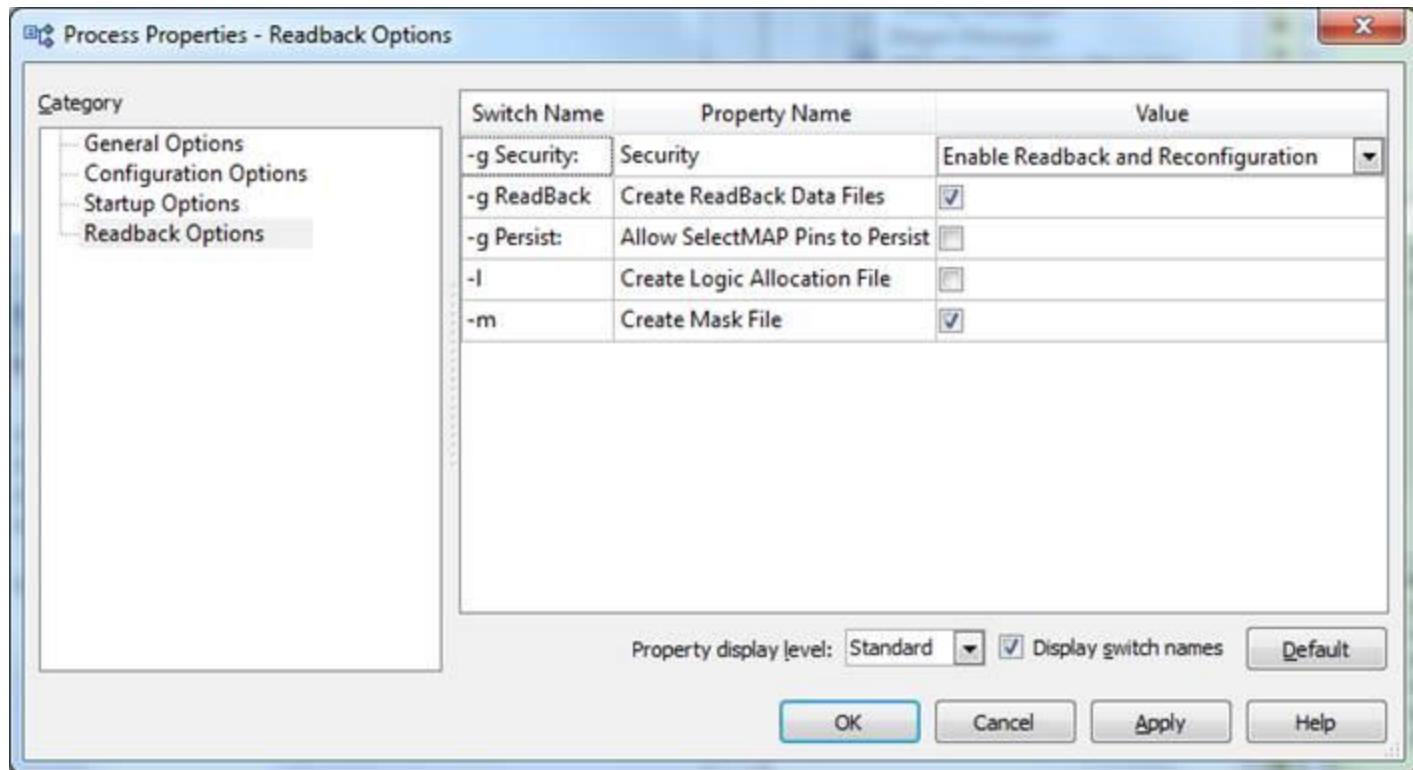 Process Properties - Readback Options
Category
General Options
Configuration Options
Startup Options
Readback Options
Switch Name Property Name Value
-g Security: Security Enable Readback and Reconfiguration
-g ReadBack Create ReadBack Data Files
-g Persist: Allow SelectMAP Pins to Persist
-l Create Logic Allocation File
-m Create Mask File
Property display level: Standard Display switch names Default
OK Cancel Apply Help